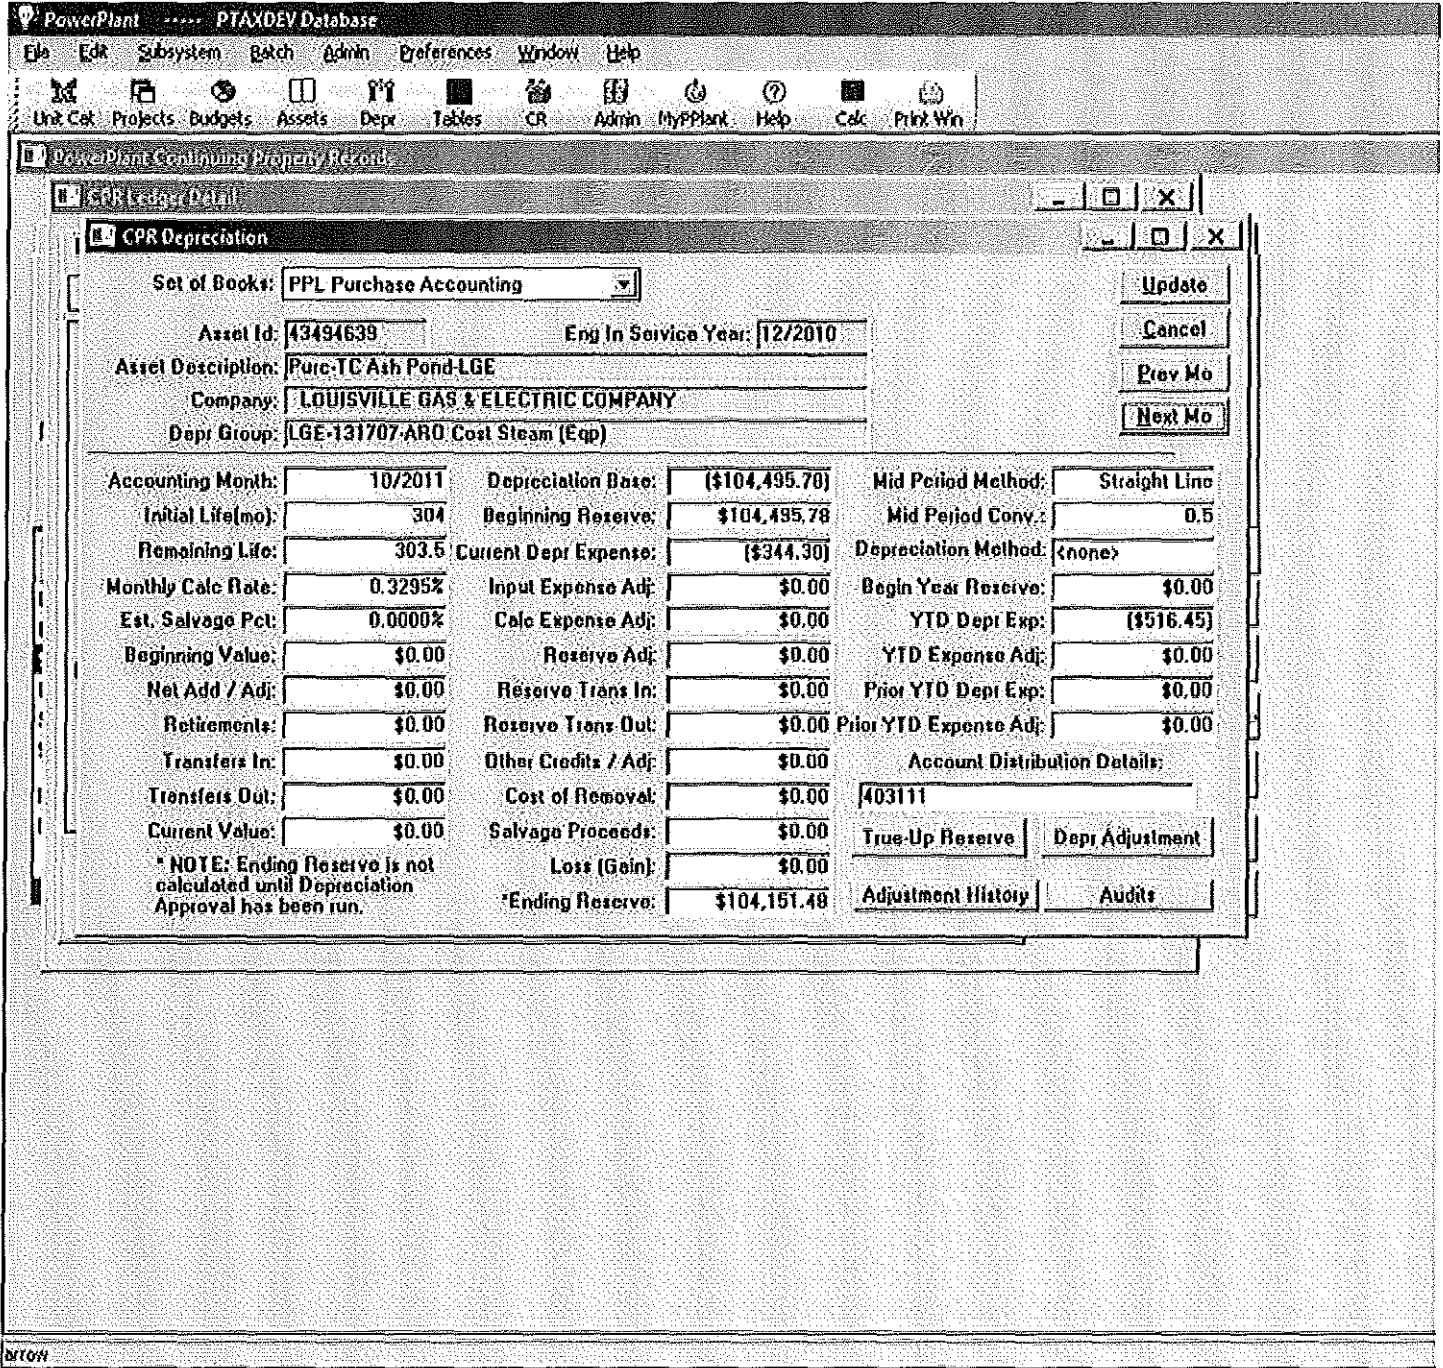 PowerPlant ----- PTAXDEV Database
File Edit Subsystem Batch Admin Preferences Window Help
Unit Cat Projects Budgets Assets Depr Tables CR Admin MyPPlant Help Calc Print Win
PowerPlant Continuing Property Records
CPR Ledger Detail
CPR Depreciation
Set of Books: PPL Purchase Accounting Update
Asset Id: 43494639 Eng In Service Year: 12/2010 Cancel
Asset Description: Purc-TC Ash Pond-LGE Prev Mo
Company: LOUISVILLE GAS & ELECTRIC COMPANY
Next Mo
Depr Group: LGE-131707-ARO Cost Steam (Eqp)
Accounting Month: 10/2011 Depreciation Base: ($104,495.78) Mid Period Method: Straight Line
Initial Life(mo): 304 Beginning Reserve: $104,495.78 Mid Period Conv.: 0.5
Remaining Life: 303.5 Current Depr Expense: ($344.30) Depreciation Method: <none>
Monthly Calc Rate: 0.3295% Input Expense Adj: $0.00 Begin Year Reserve: $0.00
Est. Salvage Pct: 0.0000% Calc Expense Adj: $0.00 YTD Depr Exp: ($516.45)
Beginning Value: $0.00 Reserve Adj: $0.00 YTD Expense Adj: $0.00
Net Add / Adj: $0.00 Reserve Trans In: $0.00 Prior YTD Depr Exp: $0.00
Retirements: $0.00 Reserve Trans Out: $0.00 Prior YTD Expense Adj: $0.00
Transfers In: $0.00 Other Credits / Adj: $0.00 Account Distribution Details:
Transfers Out: $0.00 Cost of Removal: $0.00 403111
Current Value: $0.00 Salvage Proceeds: $0.00 True-Up Reserve Depr Adjustment
* NOTE: Ending Reserve is not Loss (Gain): $0.00
calculated until Depreciation
Approval has been run. *Ending Reserve: $104,151.48 Adjustment History Audits
arrow